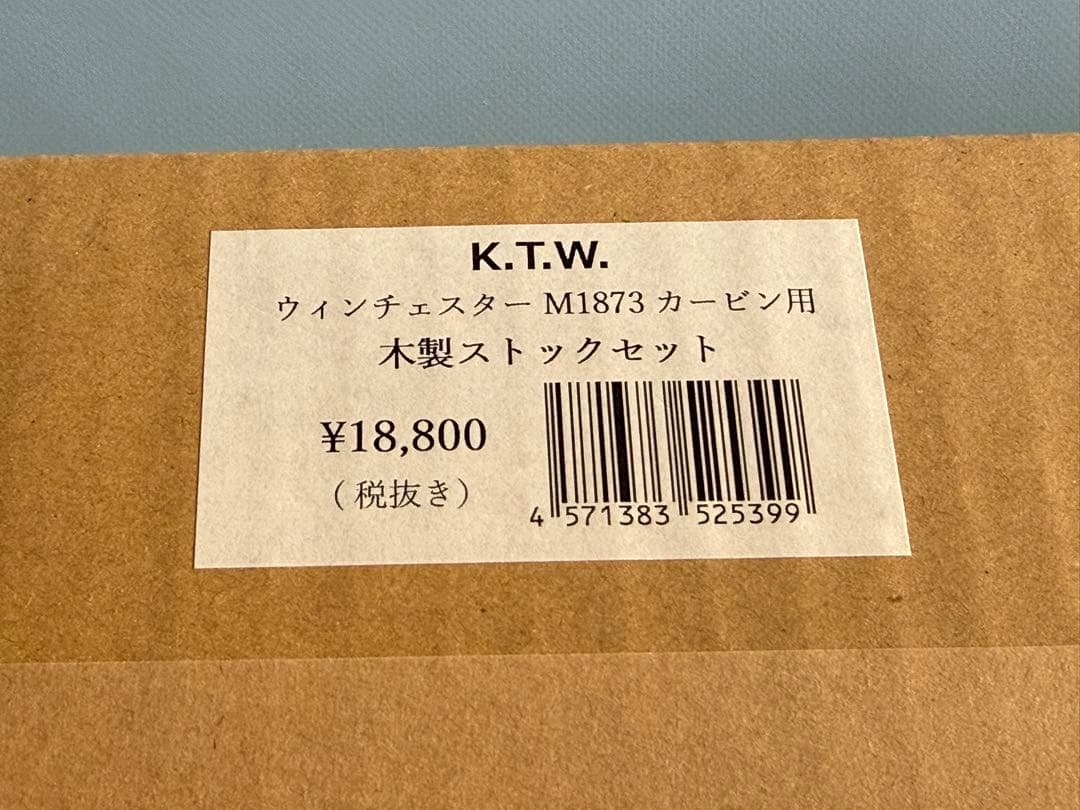 K.T.W.
ウィンチェスター M1873 カービン用
木製ストックセット
¥18,800
(税抜き)
4 571383 525399